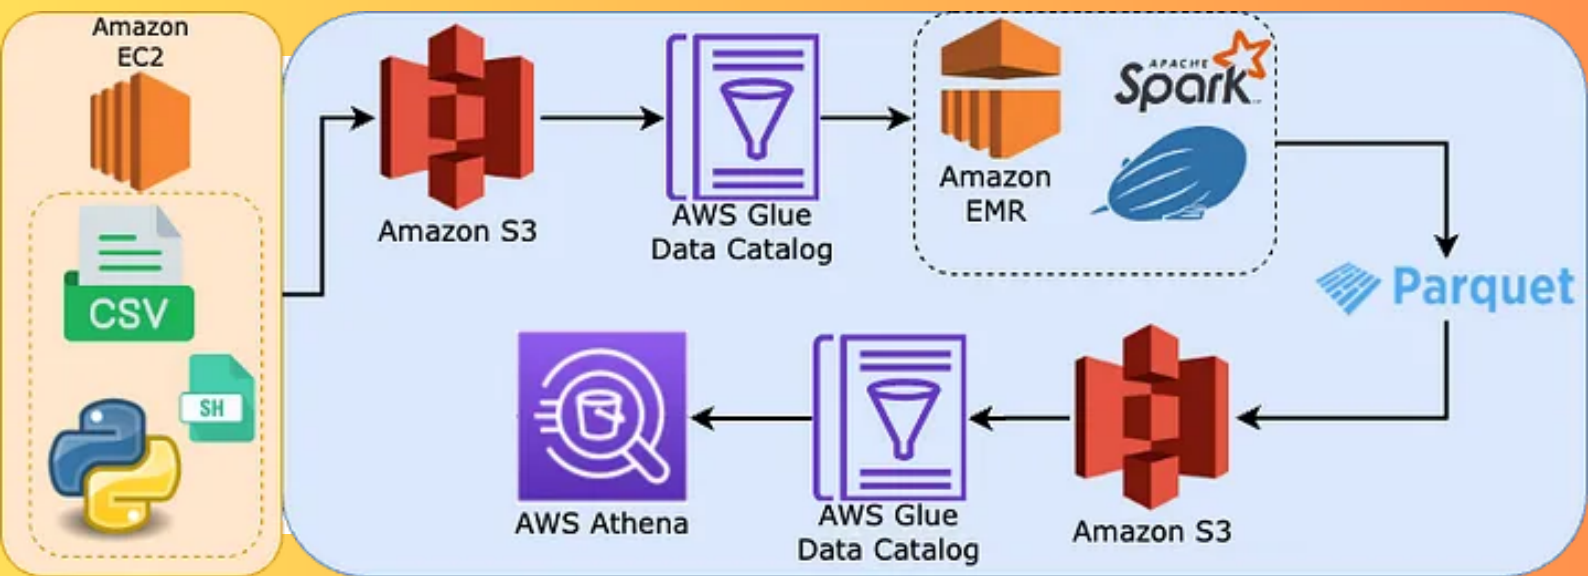 Amazon
EC2
CSV
SH
Amazon S3
AWS Glue
Data Catalog
Amazon
EMR
APACHE
Spark
Parquet
Amazon S3
AWS Glue
Data Catalog
AWS Athena